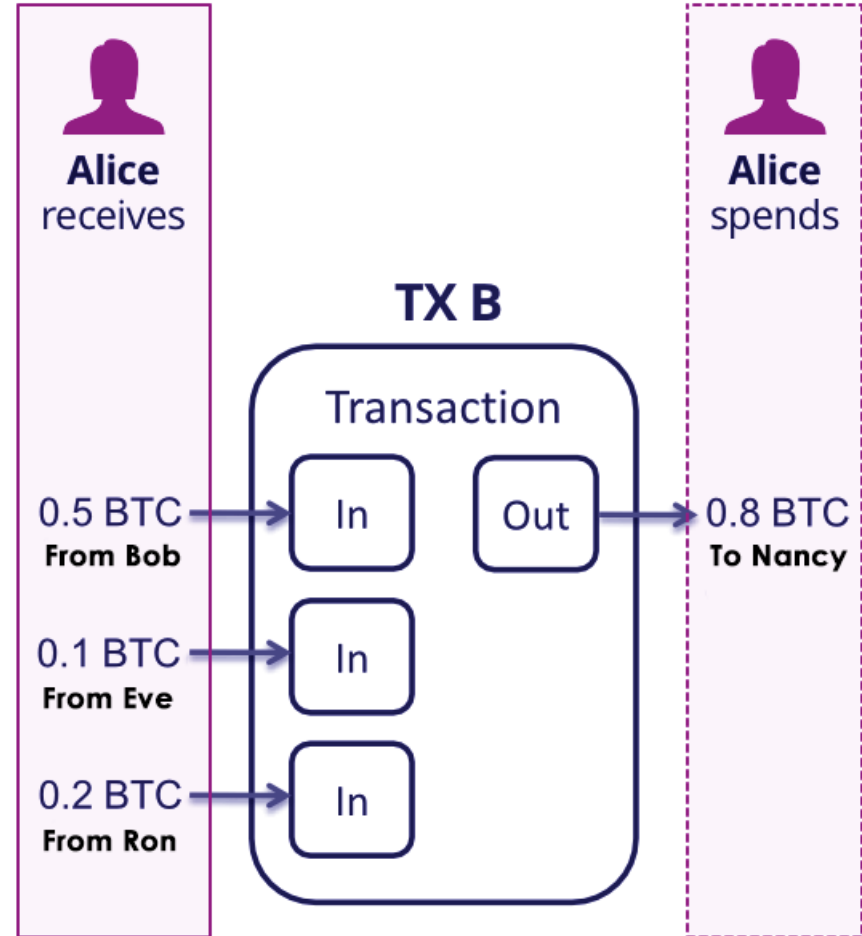 Alice
receives
Alice
spends
TX B
Transaction
0.5 BTC
From Bob
In
Out
0.8 BTC
To Nancy
0.1 BTC
From Eve
In
0.2 BTC
From Ron
In